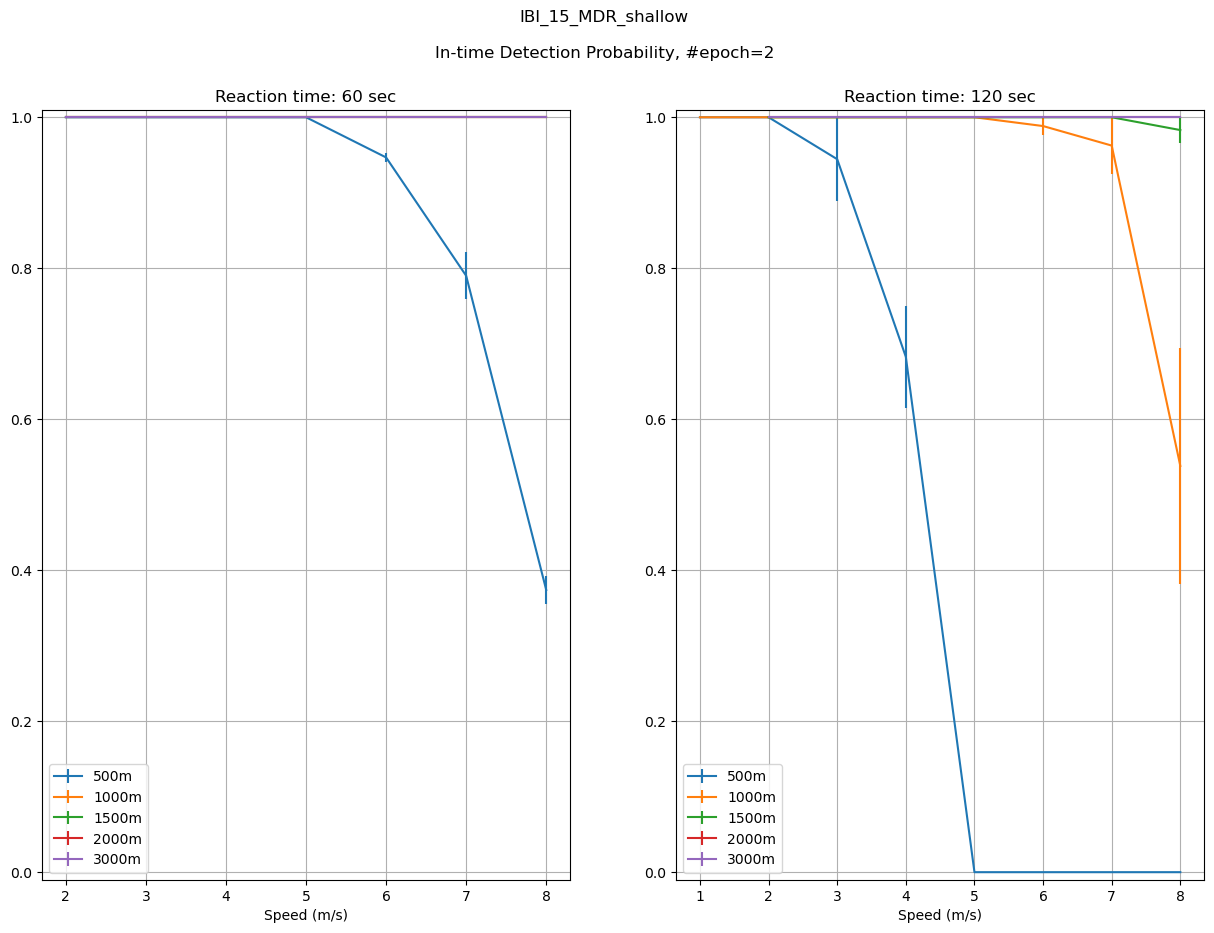 IBI_15_MDR_shallow
In-time Detection Probability, #epoch=2
Reaction time: 60 sec
1.0
0.8
0.6
0.4
0.2
0.0
500m
1000m
1500m
2000m
3000m
2 3 4 5 6 7 8
Speed (m/s)
Reaction time: 120 sec
1.0
0.8
0.6
0.4
0.2
0.0
500m
1000m
1500m
2000m
3000m
1 2 3 4 5 6 7 8
Speed (m/s)